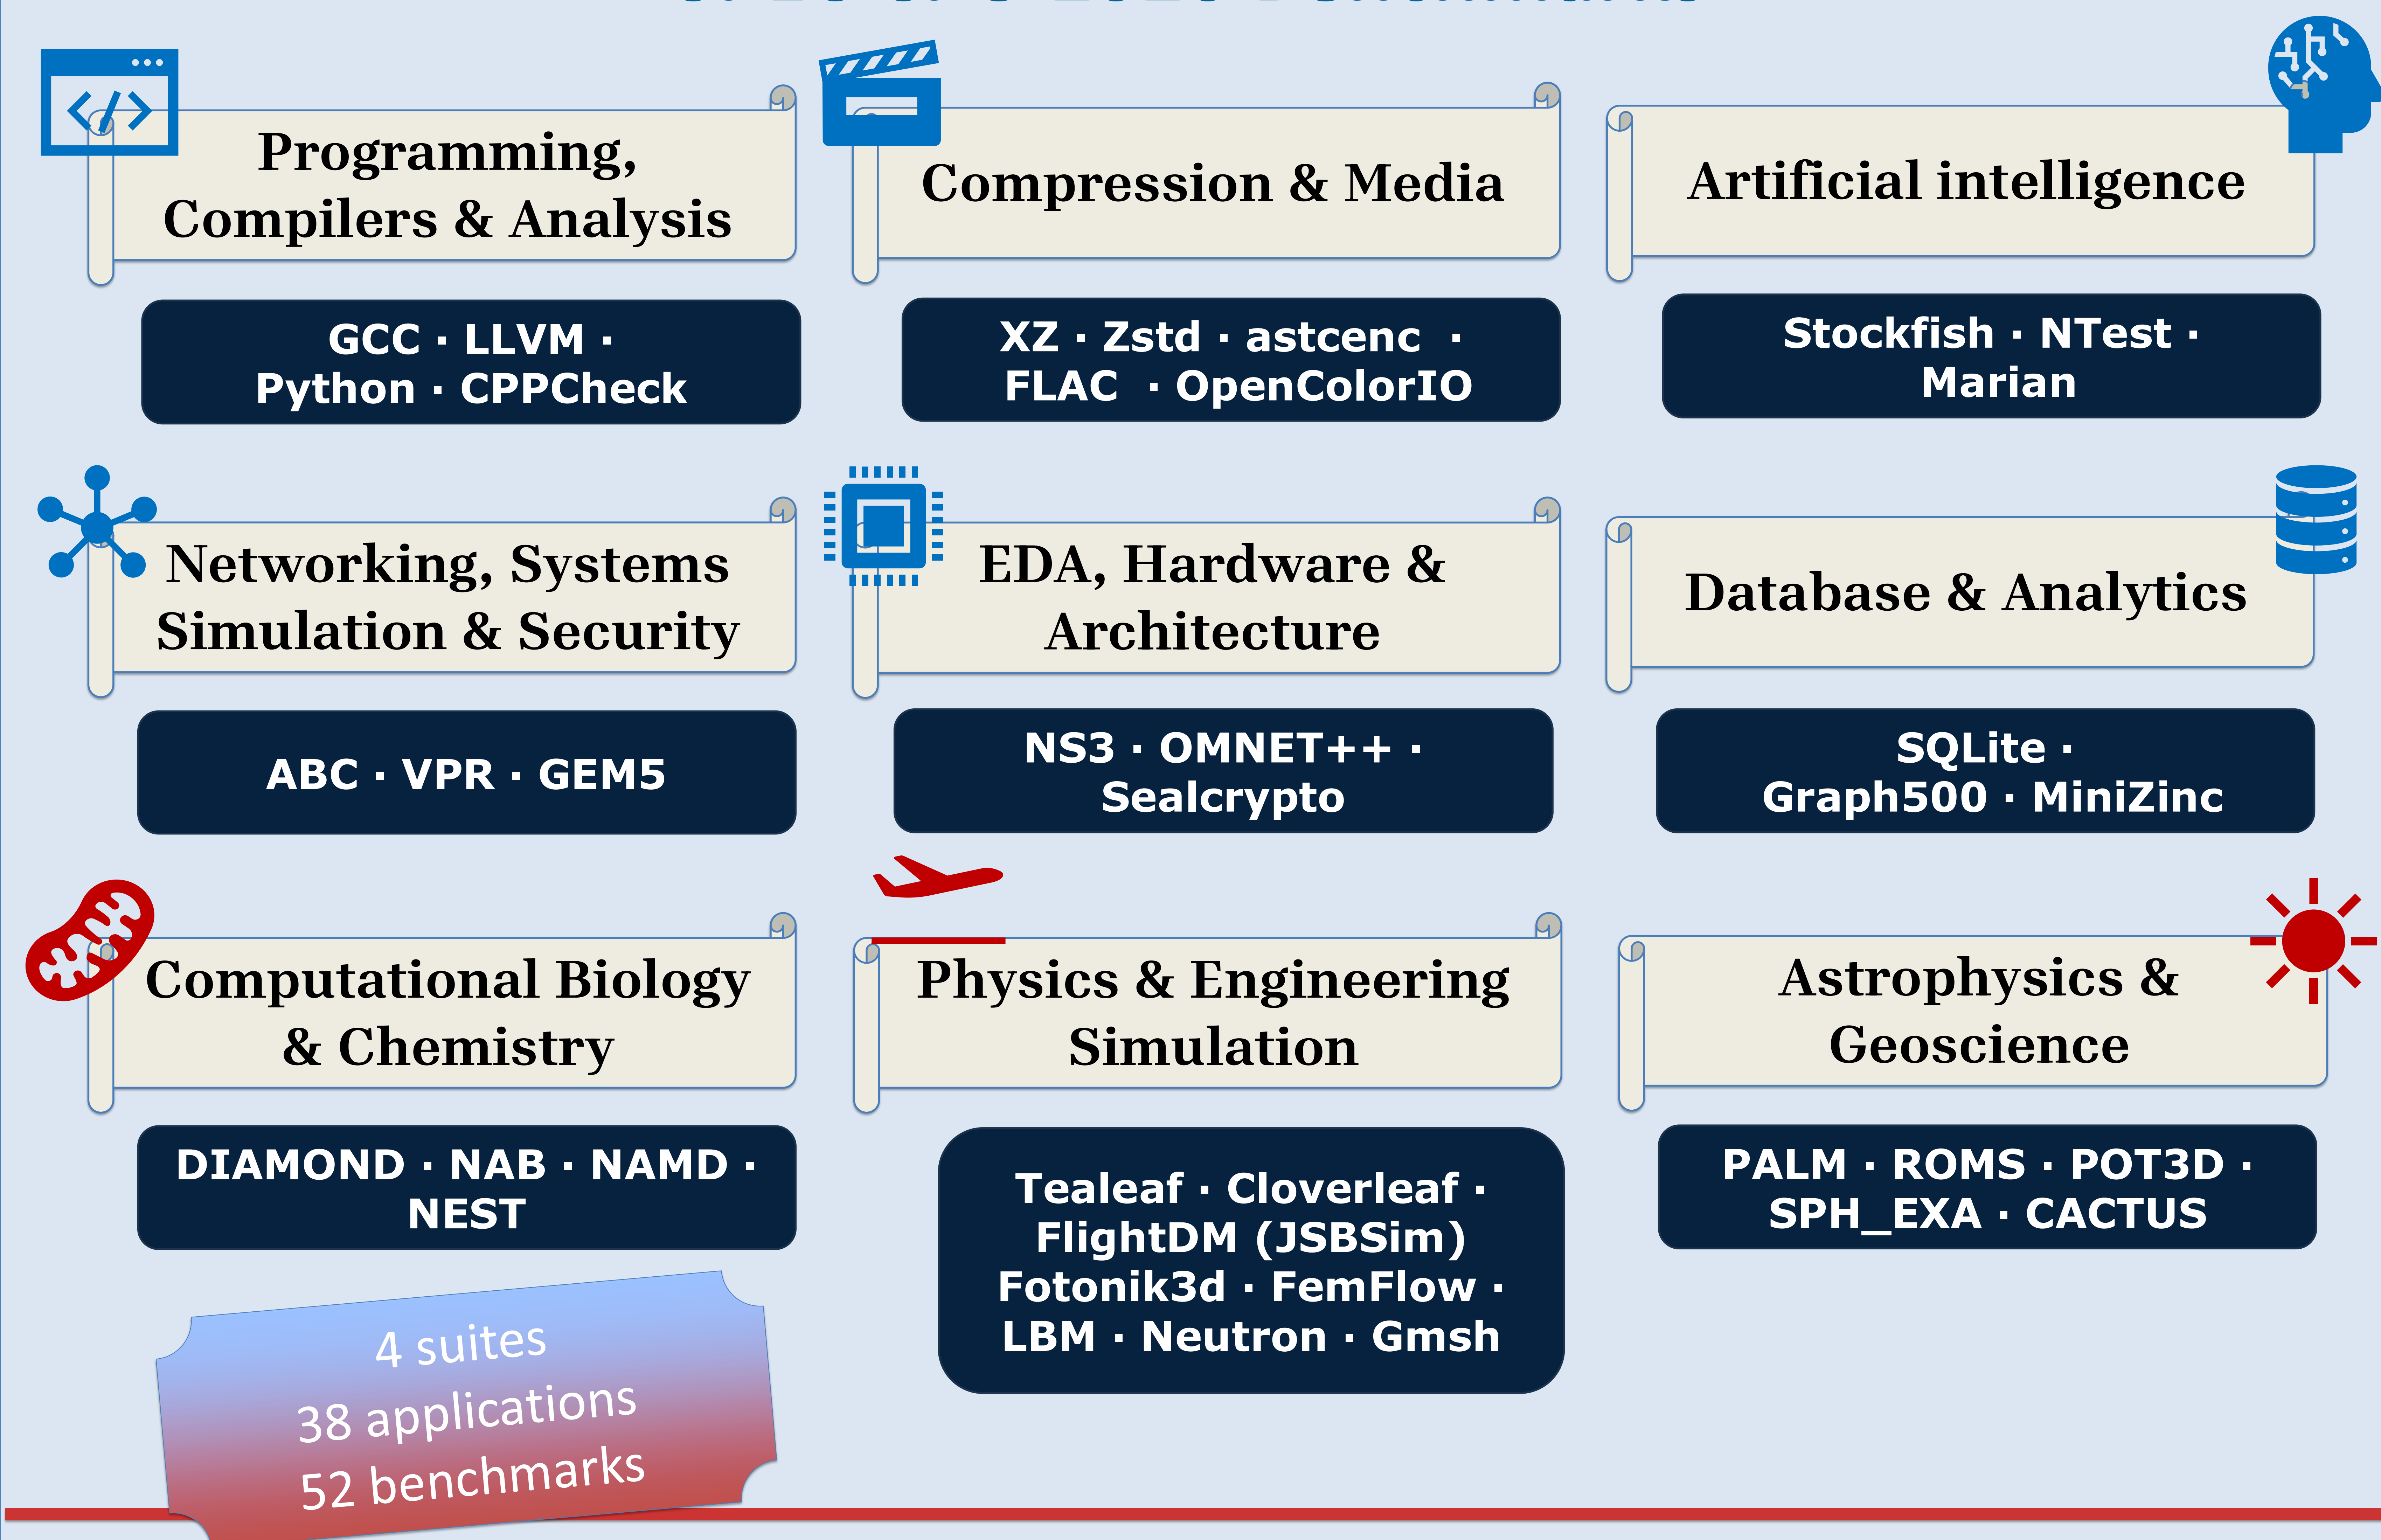 Programming,
Compilers & Analysis
GCC · LLVM ·
Python · CPPCheck
Compression & Media
XZ · Zstd · astcenc  ·
FLAC  · OpenColorIO
Artificial intelligence
Stockfish · NTest ·
Marian
Networking, Systems
Simulation & Security
ABC · VPR · GEM5
EDA, Hardware &
Architecture
NS3 · OMNET++ ·
Sealcrypto
Database & Analytics
SQLite ·
Graph500 · MiniZinc
Computational Biology
& Chemistry
DIAMOND · NAB · NAMD ·
NEST
Physics & Engineering
Simulation
Tealeaf · Cloverleaf ·
FlightDM (JSBSim)
Fotonik3d · FemFlow ·
LBM · Neutron · Gmsh
Astrophysics &
Geoscience
PALM · ROMS · POT3D ·
SPH_EXA · CACTUS
4 suites
38 applications
52 benchmarks